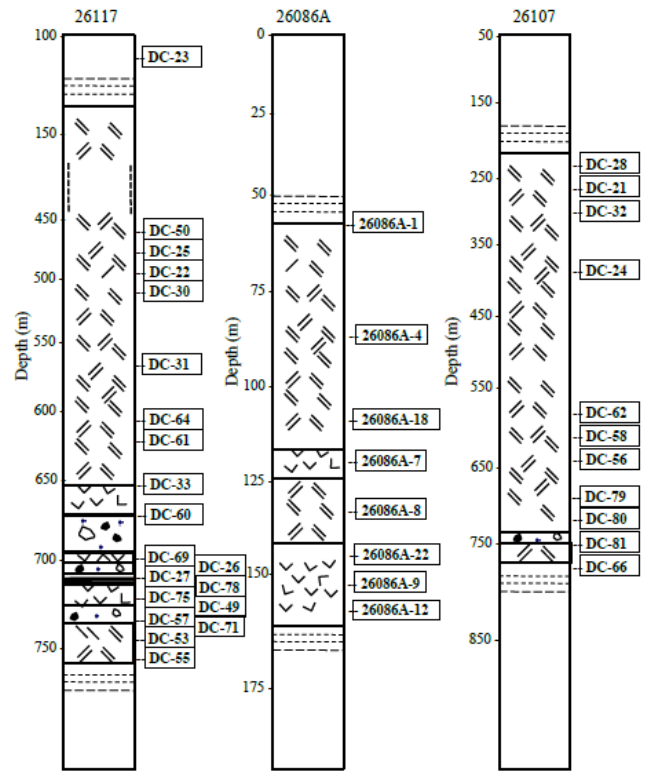 26117
26086A
26107
Depth (m)
100
150
450
500
550
600
650
700
750
DC-23
DC-50
DC-25
DC-22
DC-30
DC-31
DC-64
DC-61
DC-33
DC-60
DC-69
DC-26
DC-27
DC-78
DC-75
DC-49
DC-57
DC-71
DC-53
DC-55
Depth (m)
0
25
50
75
100
125
150
175
26086A-1
26086A-4
26086A-18
26086A-7
26086A-8
26086A-22
26086A-9
26086A-12
Depth (m)
50
150
250
350
450
550
650
750
850
DC-28
DC-21
DC-32
DC-24
DC-62
DC-58
DC-56
DC-79
DC-80
DC-81
DC-66